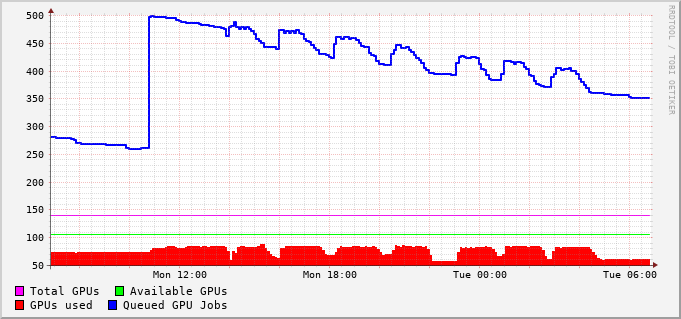 500
450
400
350
300
250
200
150
100
50
Mon 12:00 Mon 18:00 Tue 00:00 Tue 06:00
Total GPUs Available GPUs
GPUs used Queued GPU Jobs
RRDTOOL / TOBI OETIKER